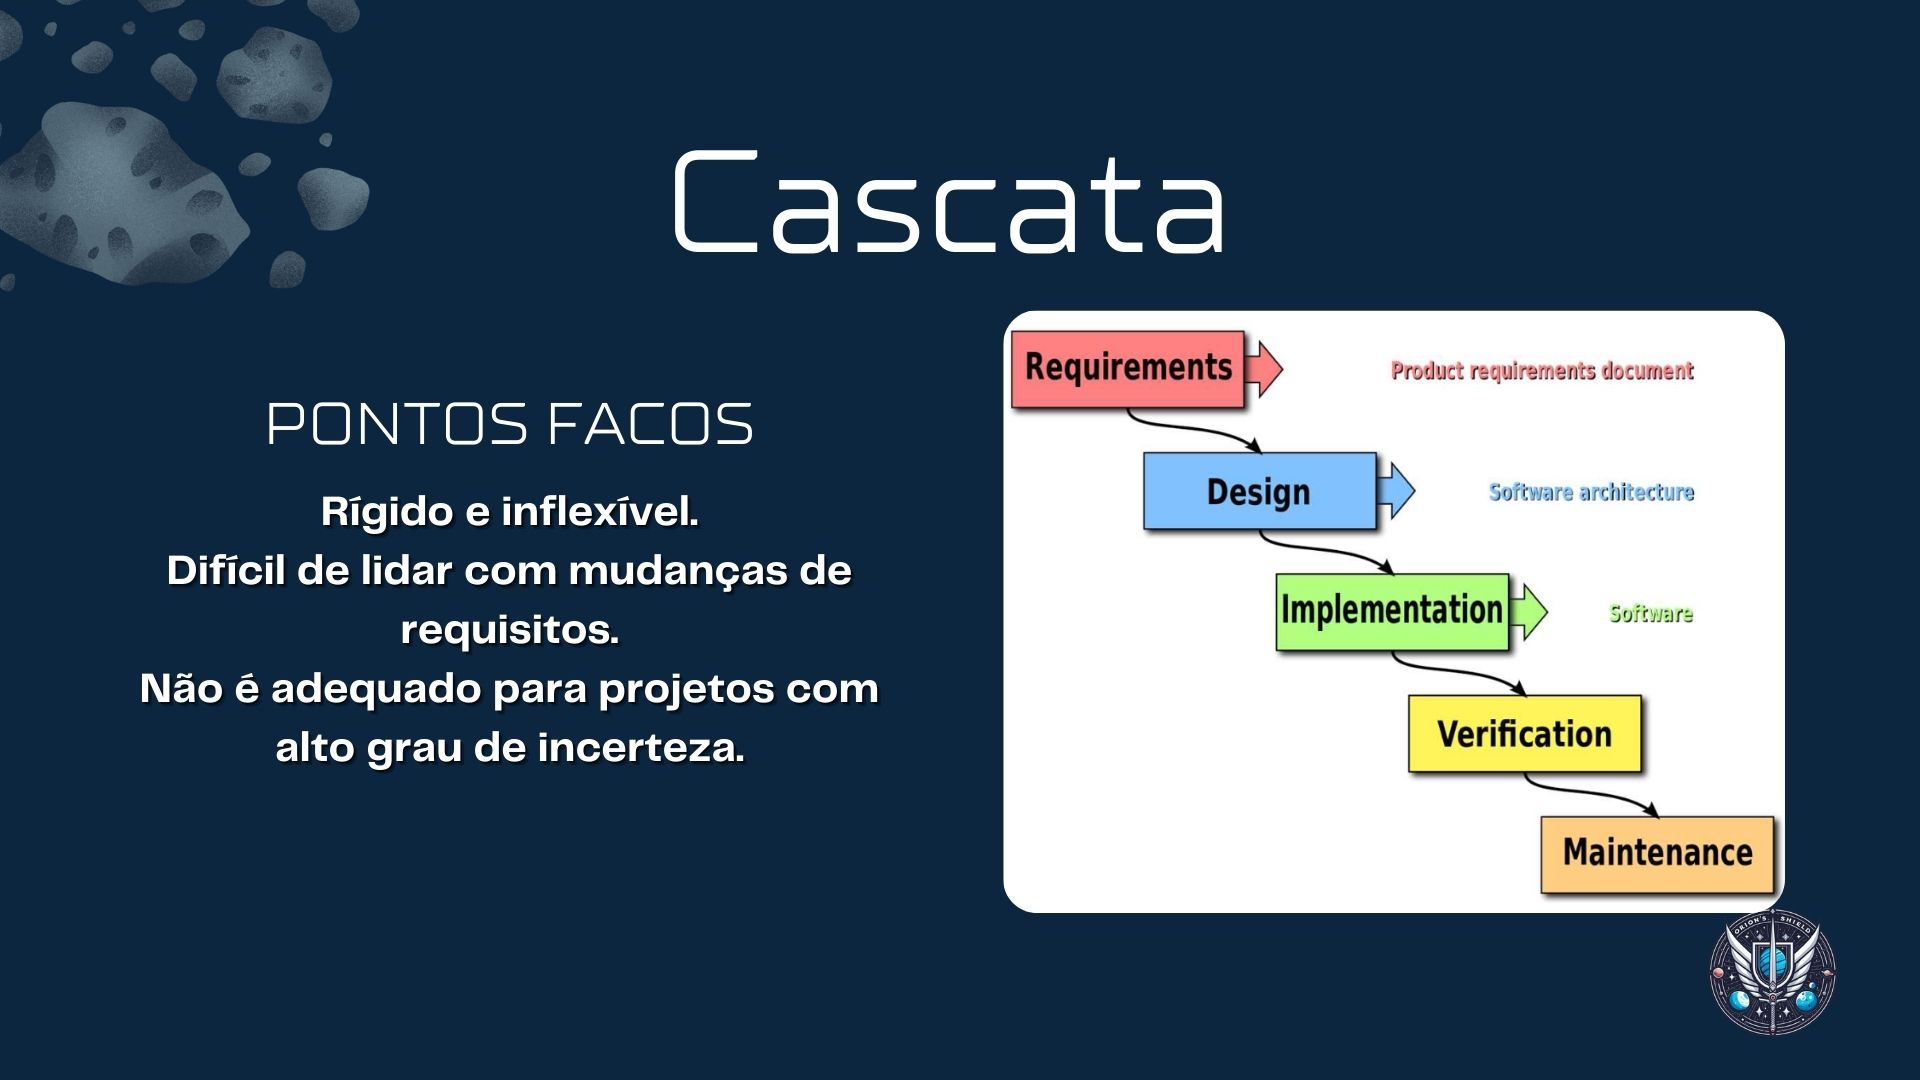 Cascata
PONTOS FACOS
Rígido e inflexível.
Difícil de lidar com mudanças de
requisitos.
Não é adequado para projetos com
alto grau de incerteza.
Requirements
Product requirements document
Design
Software architecture
Implementation
Software
Verification
Maintenance
ORION'S SHIELD